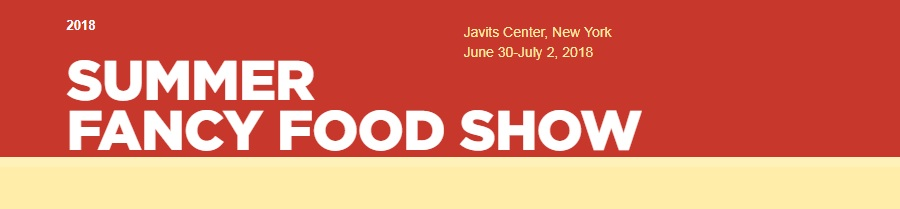 2018
SUMMER
FANCY FOOD SHOW
Javits Center, New York
June 30-July 2, 2018